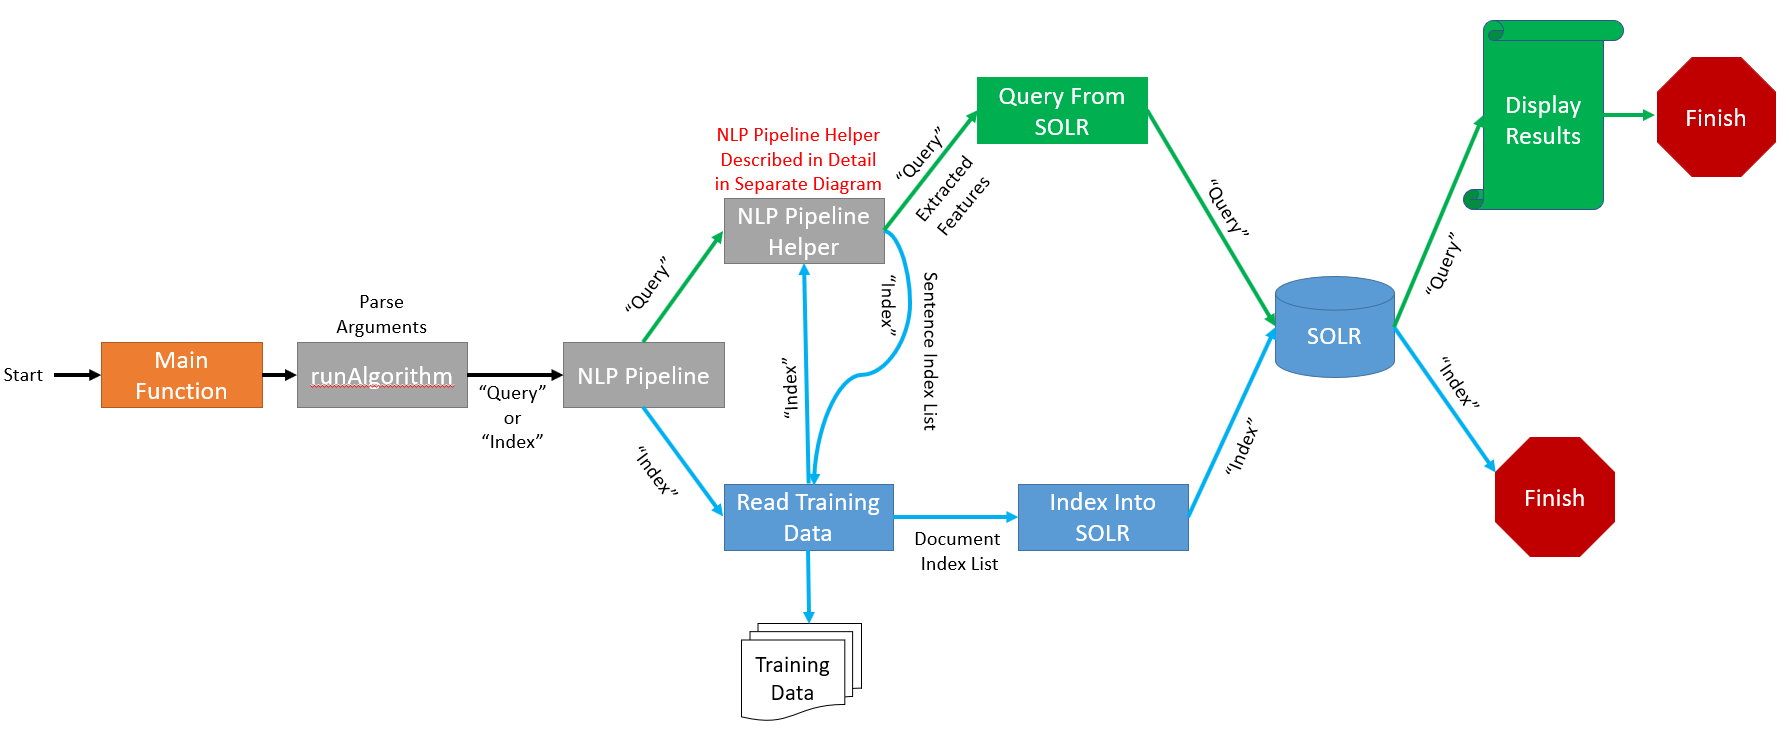 Start
Main
Function
Parse
Arguments
runAlgorithm
“Query”
or
“Index”
NLP Pipeline
“Query”
“Index”
NLP Pipeline Helper
Described in Detail
in Separate Diagram
NLP Pipeline
Helper
“Query”
Extracted
Features
“Index”
“Index”
Sentence Index List
Read Training
Data
Training
Data
Document
Index List
Index Into
SOLR
“Index”
Query From
SOLR
“Query”
SOLR
“Query”
“Index”
Display
Results
Finish
Finish